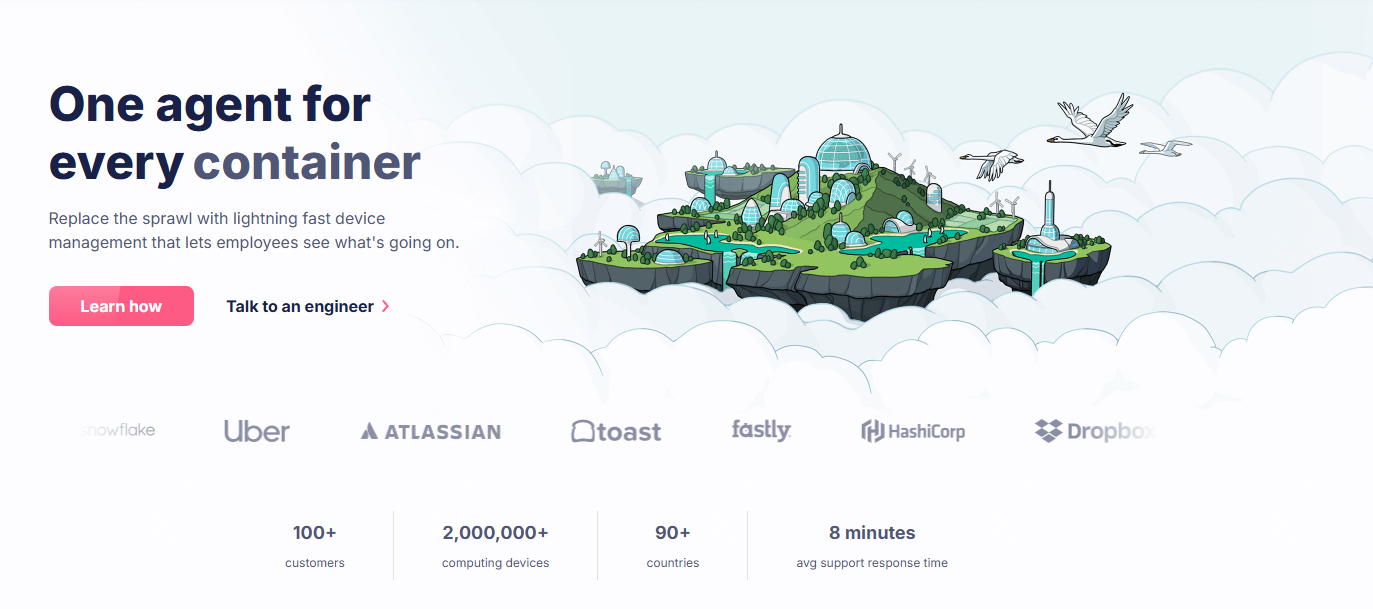 One agent for
every container
Replace the sprawl with lightning fast device
management that lets employees see what's going on.
Learn how
Talk to an engineer
snowflake
Uber
ATLASSIAN
toast
fastly
HashiCorp
Dropbox
100+
2,000,000+
90+
8 minutes
customers
computing devices
countries
avg support response time